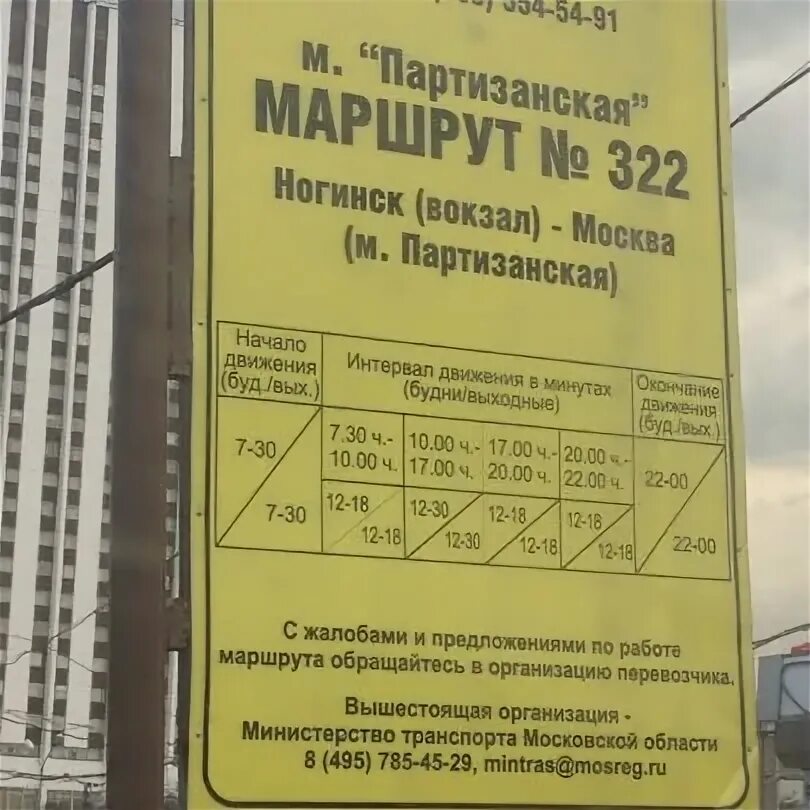 354-54-91
м. “Партизанская”
МАРШРУТ № 322
Ногинск (вокзал) - Москва
(м. Партизанская)
Начало движения (буд./вых.)
Интервал движения в минутах (будни/выходные)
Окончание движения (буд./вых.)
7-30
7.30 ч.- 10.00 ч.
10.00 ч.- 17.00 ч.
17.00 ч.- 20.00 ч.
20.00 ч.- 22.00 ч.
22-00
7-30
12-18
12-18
12-30
12-30
12-18
12-18
12-18
12-18
22-00
С жалобами и предложениями по работе
маршрута обращайтесь в организацию перевозчика.
Вышестоящая организация -
Министерство транспорта Московской области
8 (495) 785-45-29, mintras@mosreg.ru